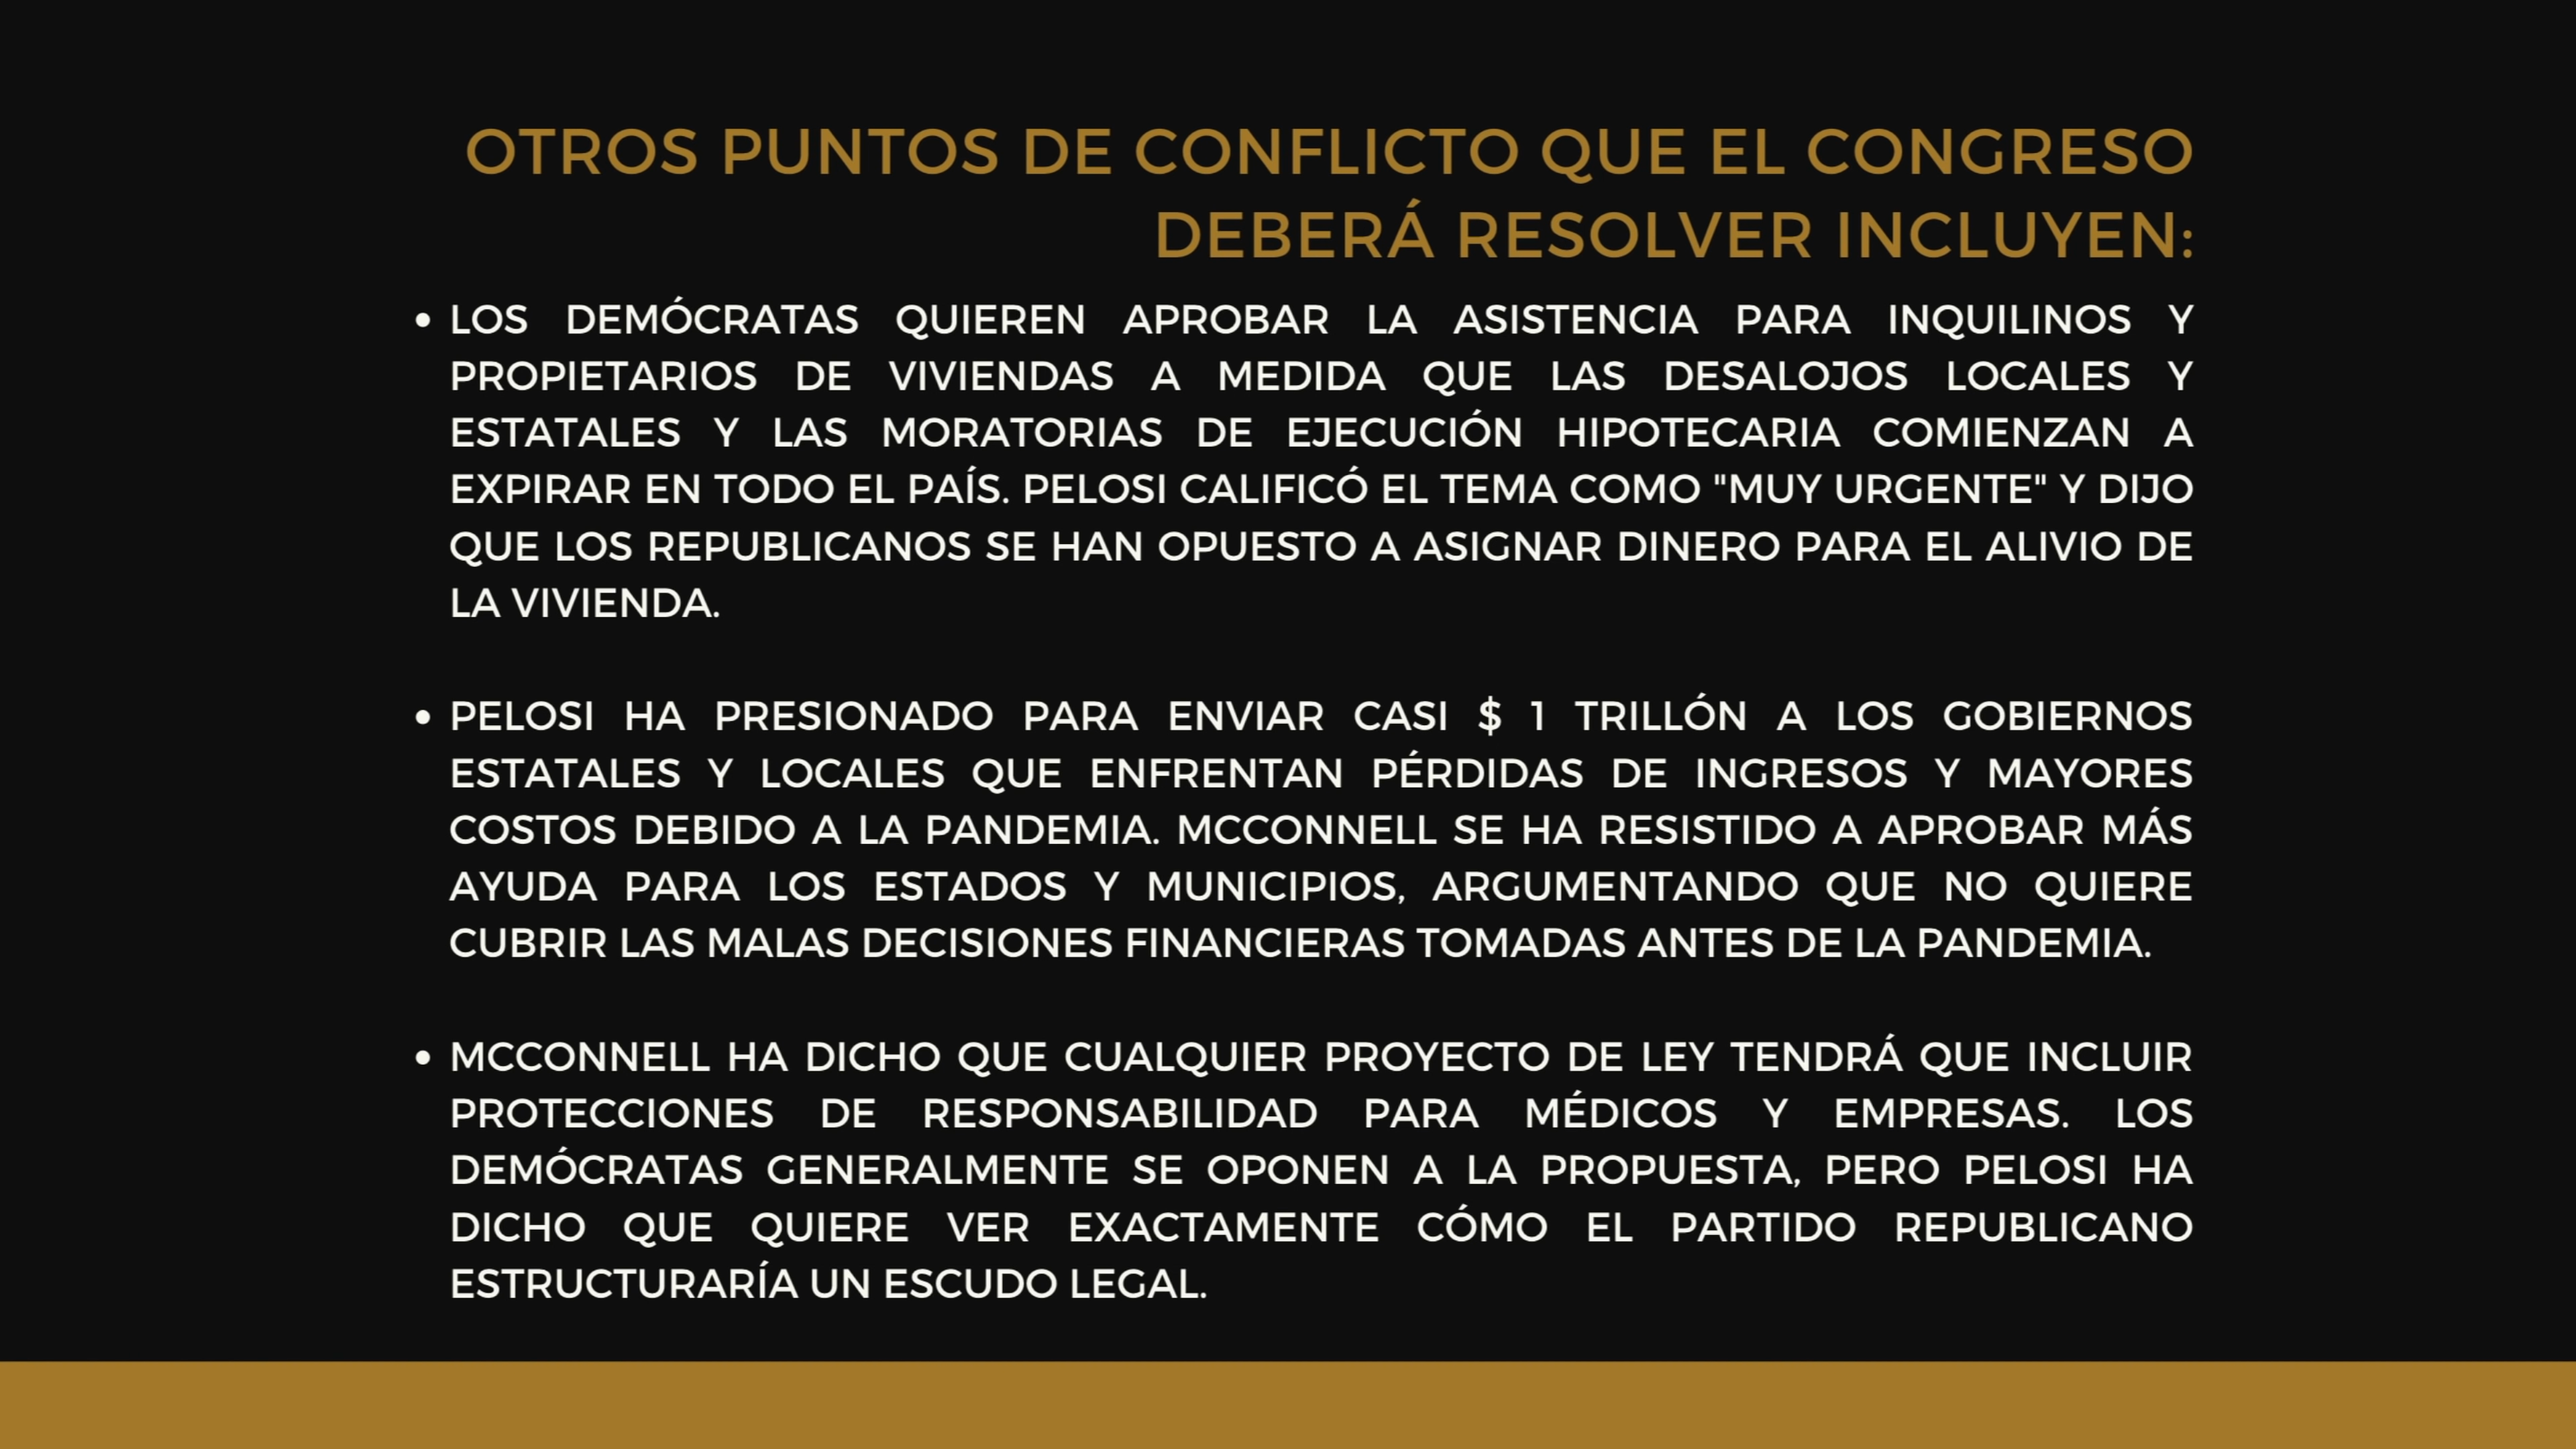 OTROS PUNTOS DE CONFLICTO QUE EL CONGRESO
DEBERÁ RESOLVER INCLUYEN:
• LOS DEMÓCRATAS QUIEREN APROBAR LA ASISTENCIA PARA INQUILINOS Y
PROPIETARIOS DE VIVIENDAS A MEDIDA QUE LAS DESALOJOS LOCALES Y
ESTATALES Y LAS MORATORIAS DE EJECUCIÓN HIPOTECARIA COMIENZAN A
EXPIRAR EN TODO EL PAÍS. PELOSI CALIFICÓ EL TEMA COMO "MUY URGENTE" Y DIJO
QUE LOS REPUBLICANOS SE HAN OPUESTO A ASIGNAR DINERO PARA EL ALIVIO DE
LA VIVIENDA.
• PELOSI HA PRESIONADO PARA ENVIAR CASI $ 1 TRILLÓN A LOS GOBIERNOS
ESTATALES Y LOCALES QUE ENFRENTAN PÉRDIDAS DE INGRESOS Y MAYORES
COSTOS DEBIDO A LA PANDEMIA. MCCONNELL SE HA RESISTIDO A APROBAR MÁS
AYUDA PARA LOS ESTADOS Y MUNICIPIOS, ARGUMENTANDO QUE NO QUIERE
CUBRIR LAS MALAS DECISIONES FINANCIERAS TOMADAS ANTES DE LA PANDEMIA.
• MCCONNELL HA DICHO QUE CUALQUIER PROYECTO DE LEY TENDRÁ QUE INCLUIR
PROTECCIONES DE RESPONSABILIDAD PARA MÉDICOS Y EMPRESAS. LOS
DEMÓCRATAS GENERALMENTE SE OPONEN A LA PROPUESTA, PERO PELOSI HA
DICHO QUE QUIERE VER EXACTAMENTE CÓMO EL PARTIDO REPUBLICANO
ESTRUCTURARÍA UN ESCUDO LEGAL.